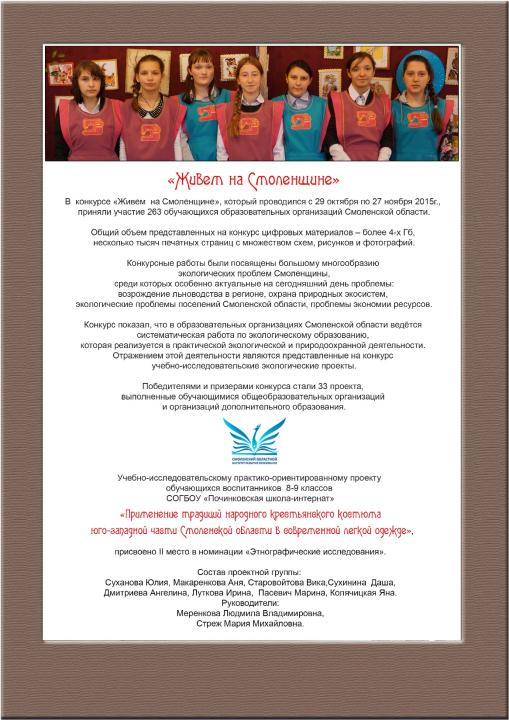 «Живем на Смоленщине»
В конкурсе «Живём на Смоленщине», который проводился с 29 октября по 27 ноября 2015г.,
приняли участие 263 обучающихся образовательных организаций Смоленской области.
Общий объем представленных на конкурс цифровых материалов – более 4-х Гб,
несколько тысяч печатных страниц с множеством схем, рисунков и фотографий.
Конкурсные работы были посвящены большому многообразию
экологических проблем Смоленщины,
среди которых особенно актуальные на сегодняшний день проблемы:
возрождение льноводства в регионе, охрана природных экосистем,
экологические проблемы поселений Смоленской области, проблемы экономии ресурсов.
Конкурс показал, что в образовательных организациях Смоленской области ведётся
систематическая работа по экологическому образованию,
которая реализуется в практической экологической и природоохранной деятельности.
Отражением этой деятельности являются представленные на конкурс
учебно-исследовательские экологические проекты.
Победителями и призерами конкурса стали 33 проекта,
выполненные обучающимися общеобразовательных организаций
и организаций дополнительного образования.
СМОЛЕНСКИЙ ОБЛАСТНОЙ
ИНСТИТУТ РАЗВИТИЯ ОБРАЗОВАНИЯ
Учебно-исследовательскому практико-ориентированному проекту
обучающихся воспитанников 8-9 классов
СОГБОУ «Починковская школа-интернат»
«Применение традиций народного крестьянского костюма
юго-западной части Смоленской области в современной легкой одежде»,
присвоено II место в номинации «Этнографические исследования».
Состав проектной группы:
Суханова Юлия, Макаренкова Аня, Старовойтова Вика,Сухинина Даша,
Дмитриева Ангелина, Луткова Ирина, Пасевич Марина, Колячицкая Яна.
Руководители:
Меренкова Людмила Владимировна,
Стреж Мария Михайловна.